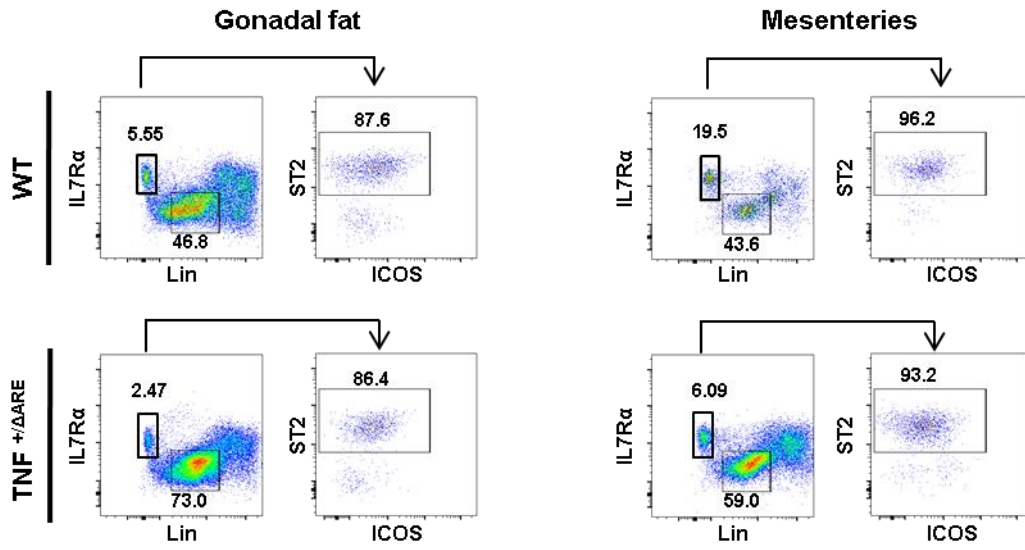 Gonadal fat
Mesenteries
WT
5.55
IL7Rα
46.8
Lin
87.6
ST2
ICOS
19.5
IL7Rα
43.6
Lin
96.2
ST2
ICOS
TNF +/ΔARE
2.47
IL7Rα
73.0
Lin
86.4
ST2
ICOS
6.09
IL7Rα
59.0
Lin
93.2
ST2
ICOS